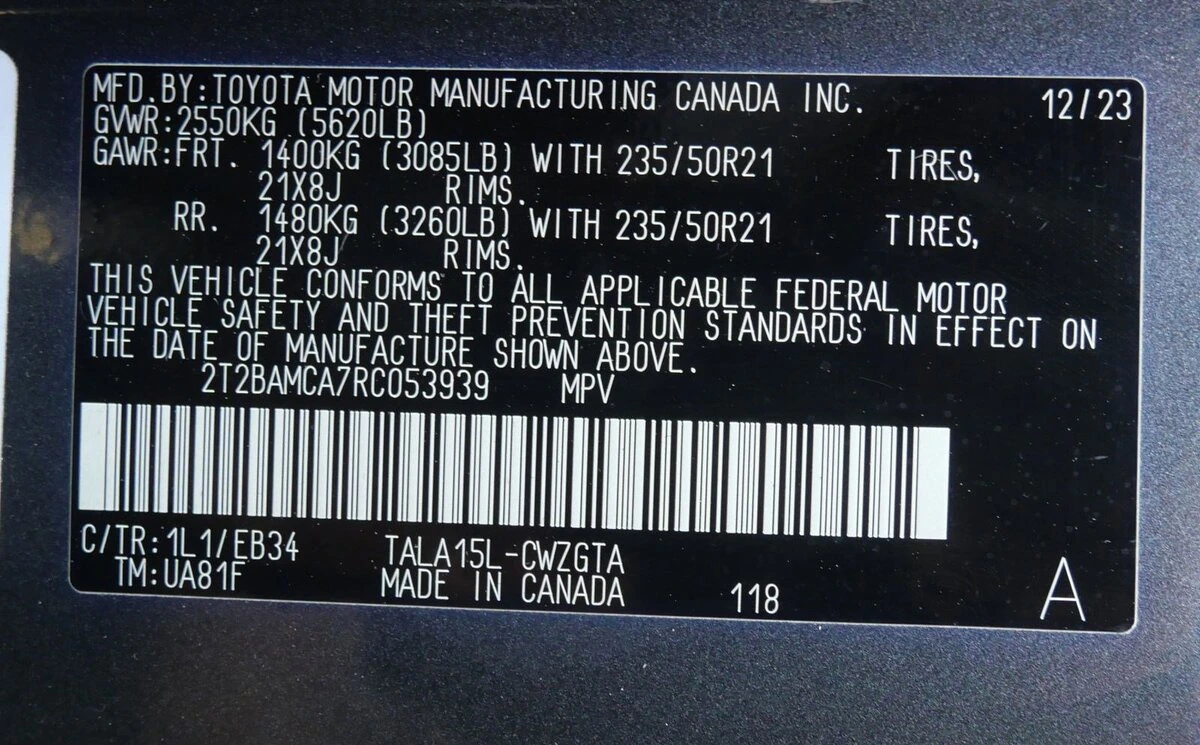 MFD.BY:TOYOTA MOTOR MANUFACTURING CANADA INC. 12/23
GVWR:2550KG (5620LB)
GAWR:FRT. 1400KG (3085LB) WITH 235/50R21 TIRES,
21X8J RIMS.
RR. 1480KG (3260LB) WITH 235/50R21 TIRES,
21X8J RIMS.
THIS VEHICLE CONFORMS TO ALL APPLICABLE FEDERAL MOTOR
VEHICLE SAFETY AND THEFT PREVENTION STANDARDS IN EFFECT ON
THE DATE OF MANUFACTURE SHOWN ABOVE.
2T2BAMCA7RC053939 MPV
C/TR:1L1/EB34 TALA15L-CWZGTA
TM:UA81F MADE IN CANADA 118 A